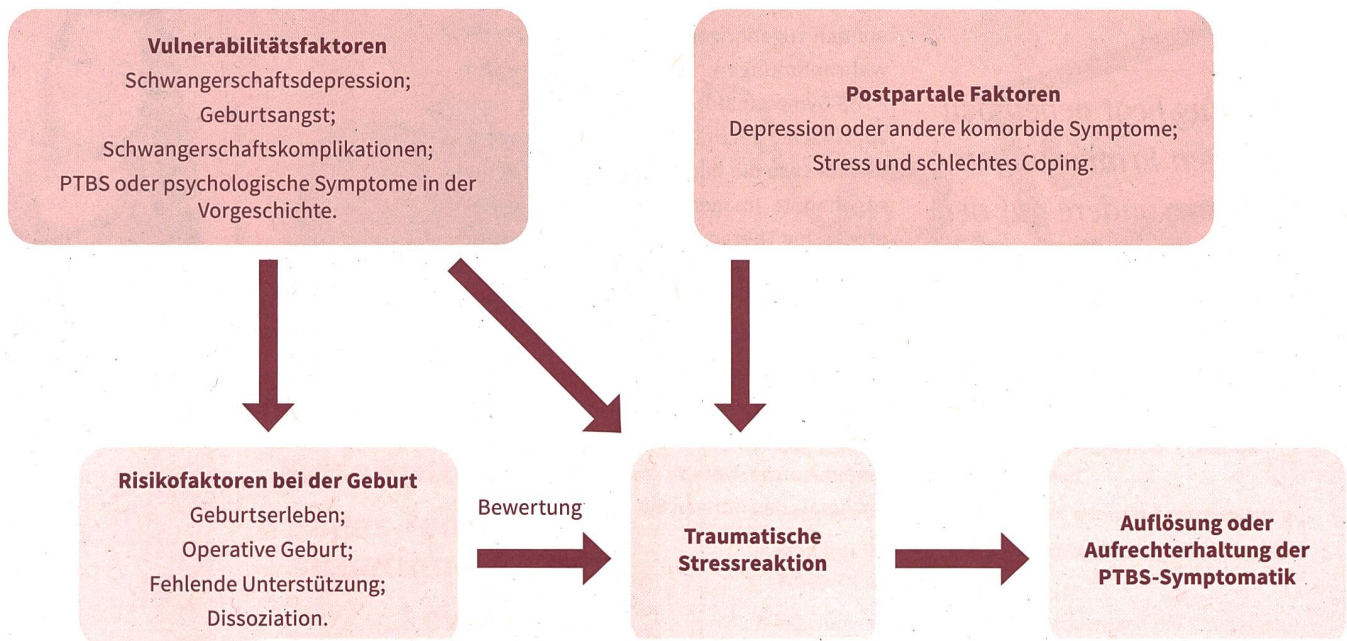 Vulnerabilitätsfaktoren
Schwangerschaftsdepression;
Geburtsangst;
Schwangerschaftskomplikationen;
PTBS oder psychologische Symptome in der
Vorgeschichte.
Postpartale Faktoren
Depression oder andere komorbide Symptome;
Stress und schlechtes Coping.
Risikofaktoren bei der Geburt
Geburtserleben;
Operative Geburt;
Fehlende Unterstützung;
Dissoziation.
Bewertung
Traumatische
Stressreaktion
Auflösung oder
Aufrechterhaltung der
PTBS-Symptomatik